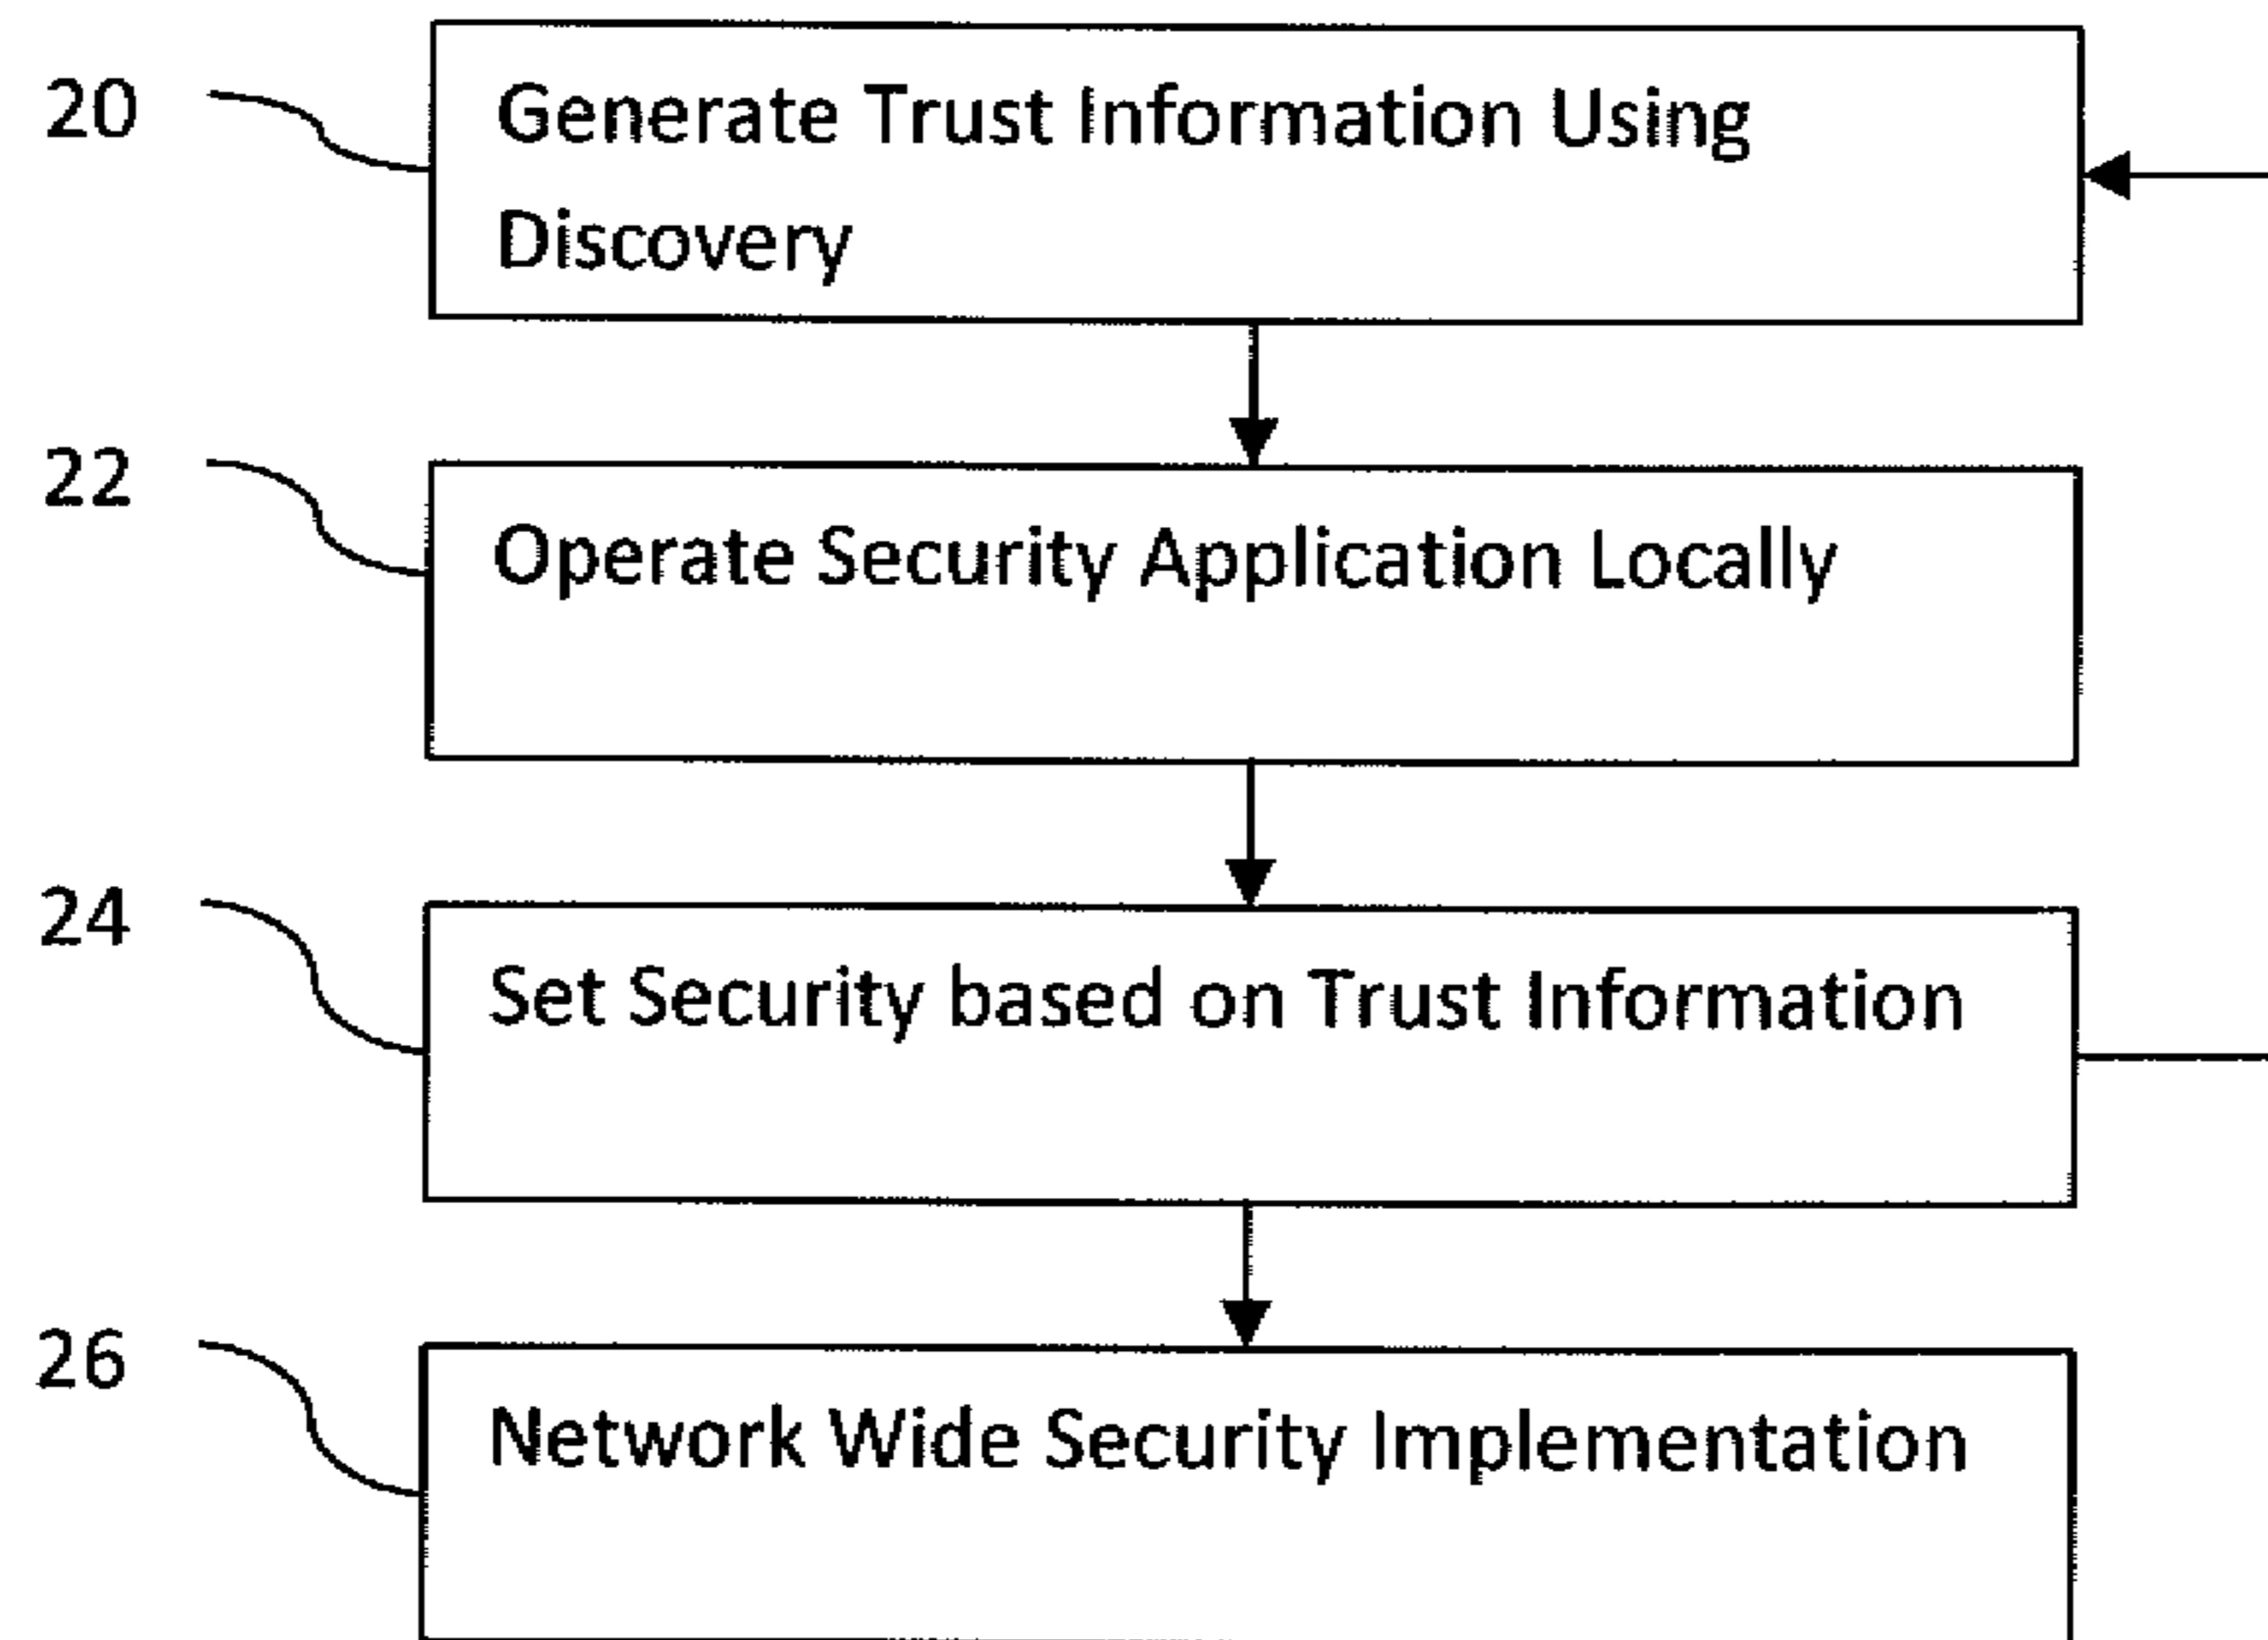 20
Generate Trust Information Using
Discovery
22
Operate Security Application Locally
24
Set Security based on Trust Information
26
Network Wide Security Implementation